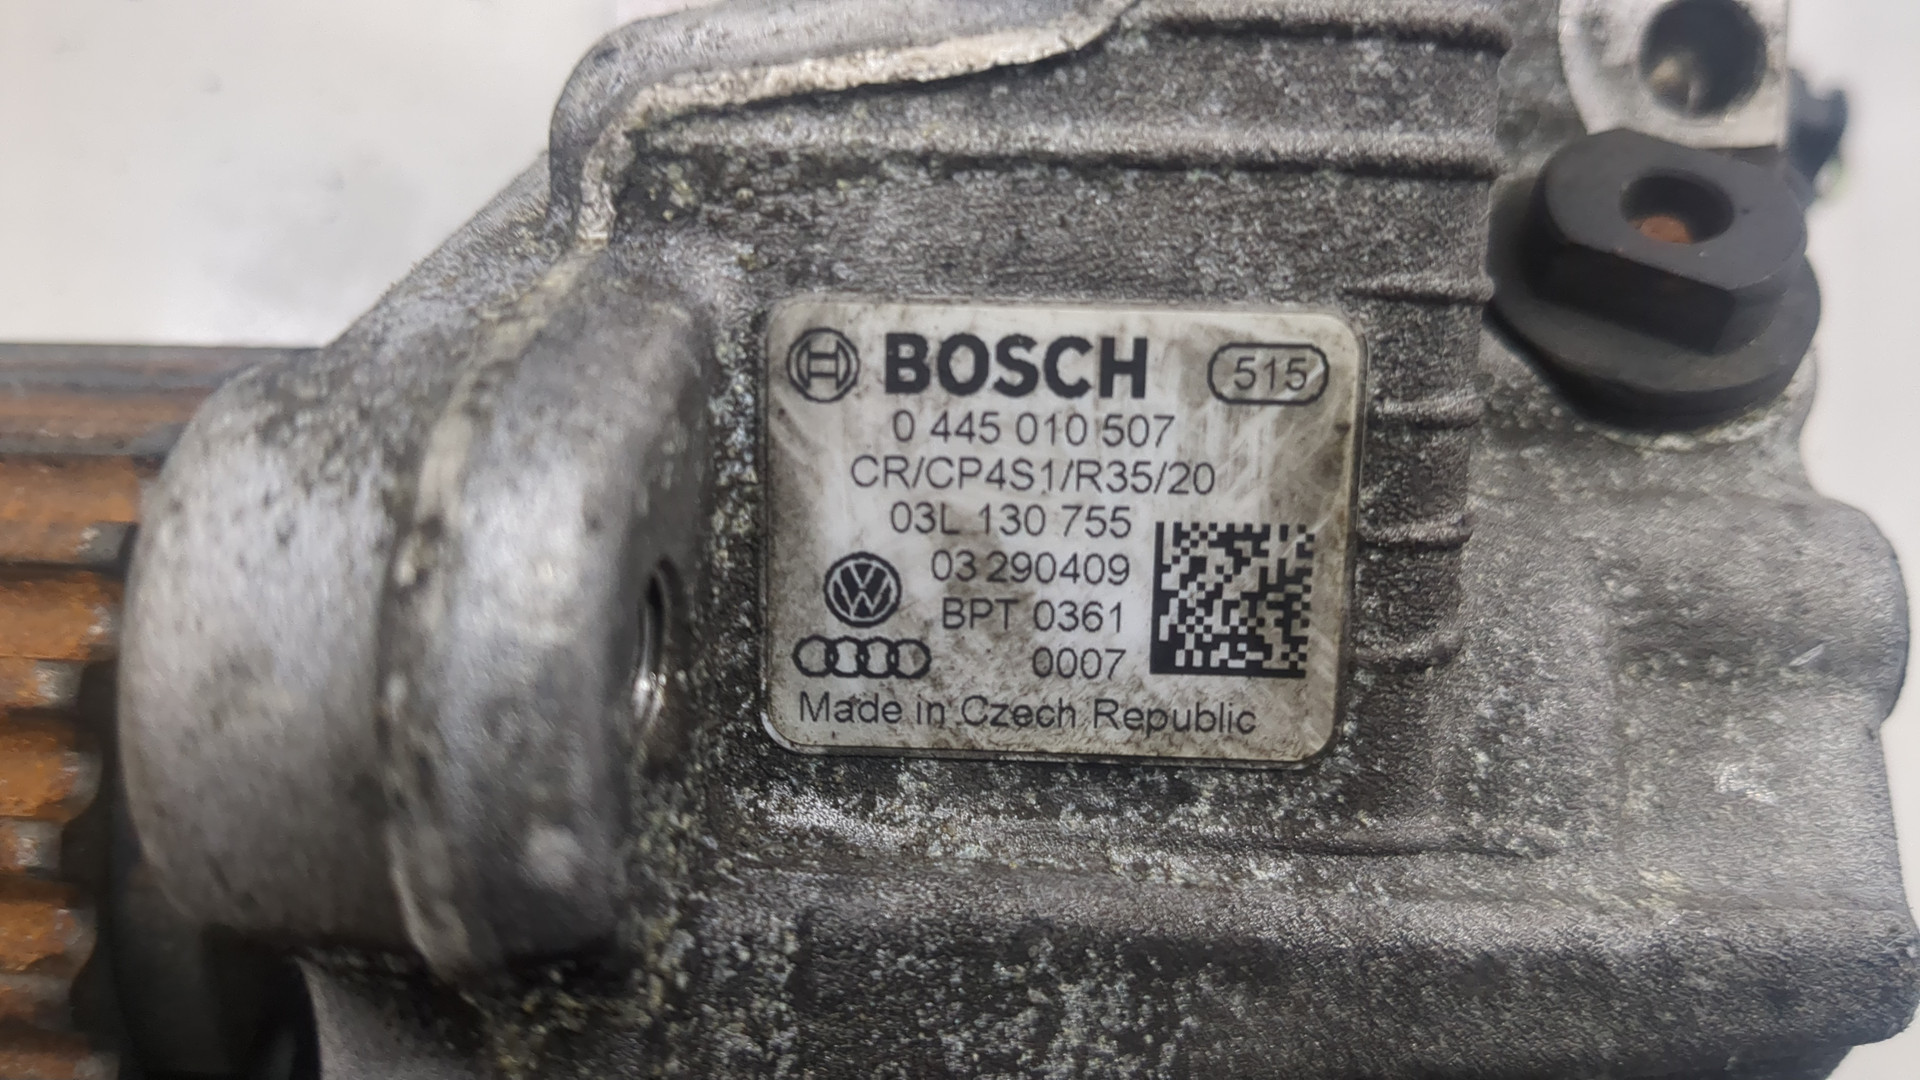 BOSCH 515
0 445 010 507
CR/CP4S1/R35/20
03L 130 755
03 290409
BPT 0361
0007
Made in Czech Republic